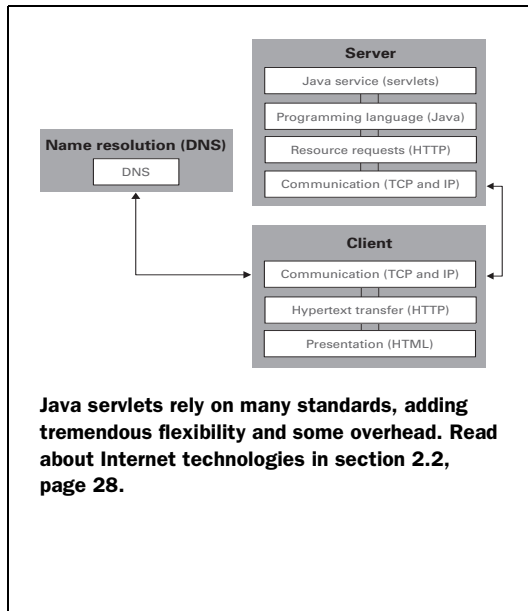 Server
Java service (servlets)
Programming language (Java)
Resource requests (HTTP)
Communication (TCP and IP)
Name resolution (DNS)
DNS
Client
Communication (TCP and IP)
Hypertext transfer (HTTP)
Presentation (HTML)
Java servlets rely on many standards, adding
tremendous flexibility and some overhead. Read
about Internet technologies in section 2.2,
page 28.